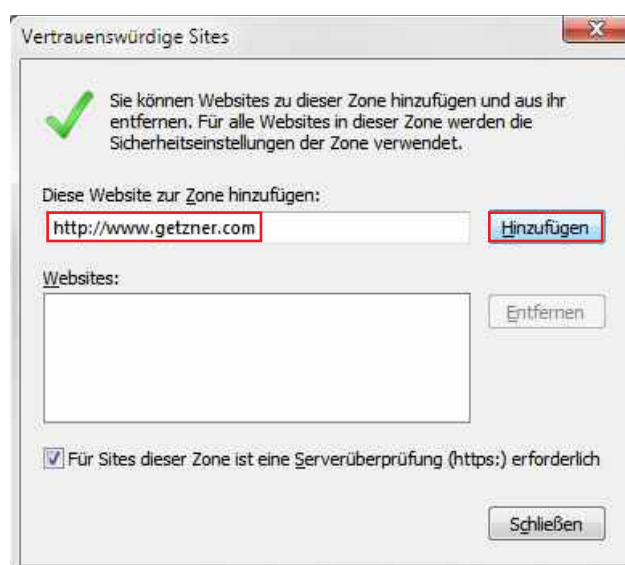 Vertrauenswürdige Sites
Sie können Websites zu dieser Zone hinzufügen und aus ihr
entfernen. Für alle Websites in dieser Zone werden die
Sicherheitseinstellungen der Zone verwendet.
Diese Website zur Zone hinzufügen:
http://www.getzner.com
Hinzufügen
Websites:
Entfernen
Für Sites dieser Zone ist eine Serverüberprüfung (https:) erforderlich
Schließen